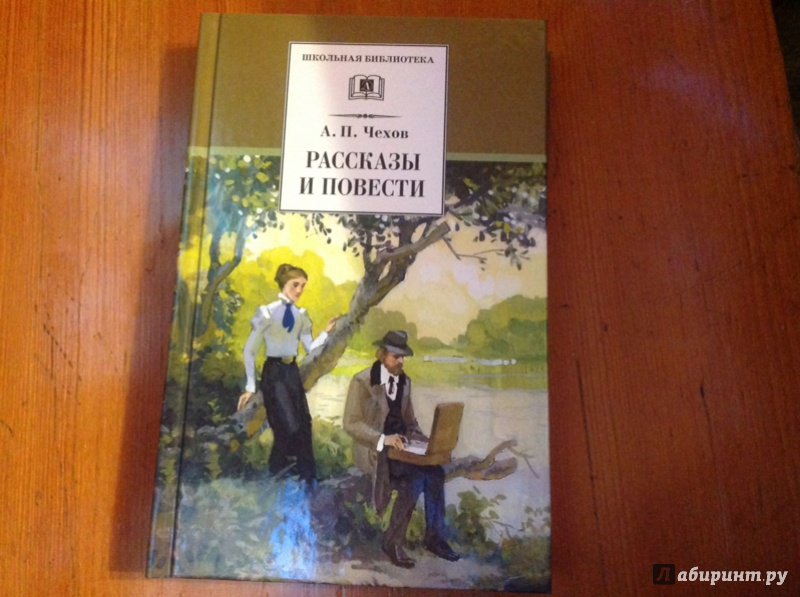 ШКОЛЬНАЯ БИБЛИОТЕКА
А. П. Чехов
РАССКАЗЫ
И ПОВЕСТИ
Лабиринт.ру